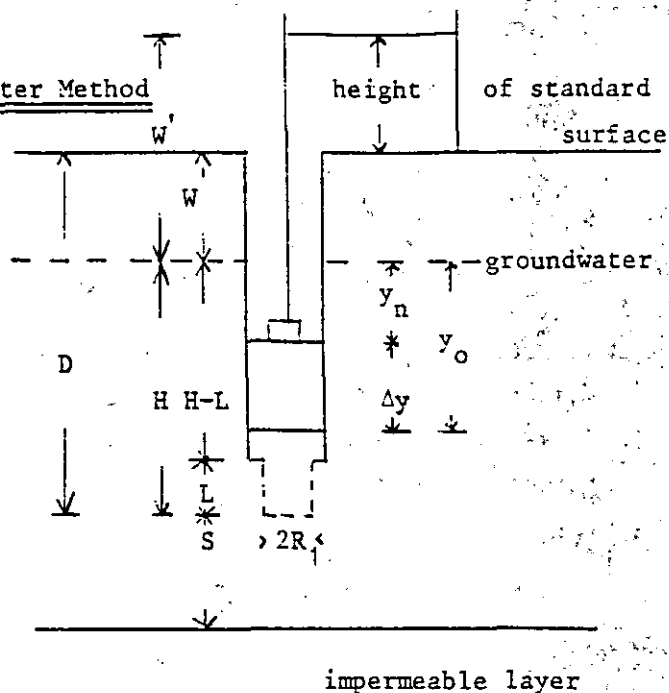 ter Method
height of standard
surface
W'
W
groundwater
y_n
y_o
D
H H-L
Δy
L
S
2R_1
impermeable layer